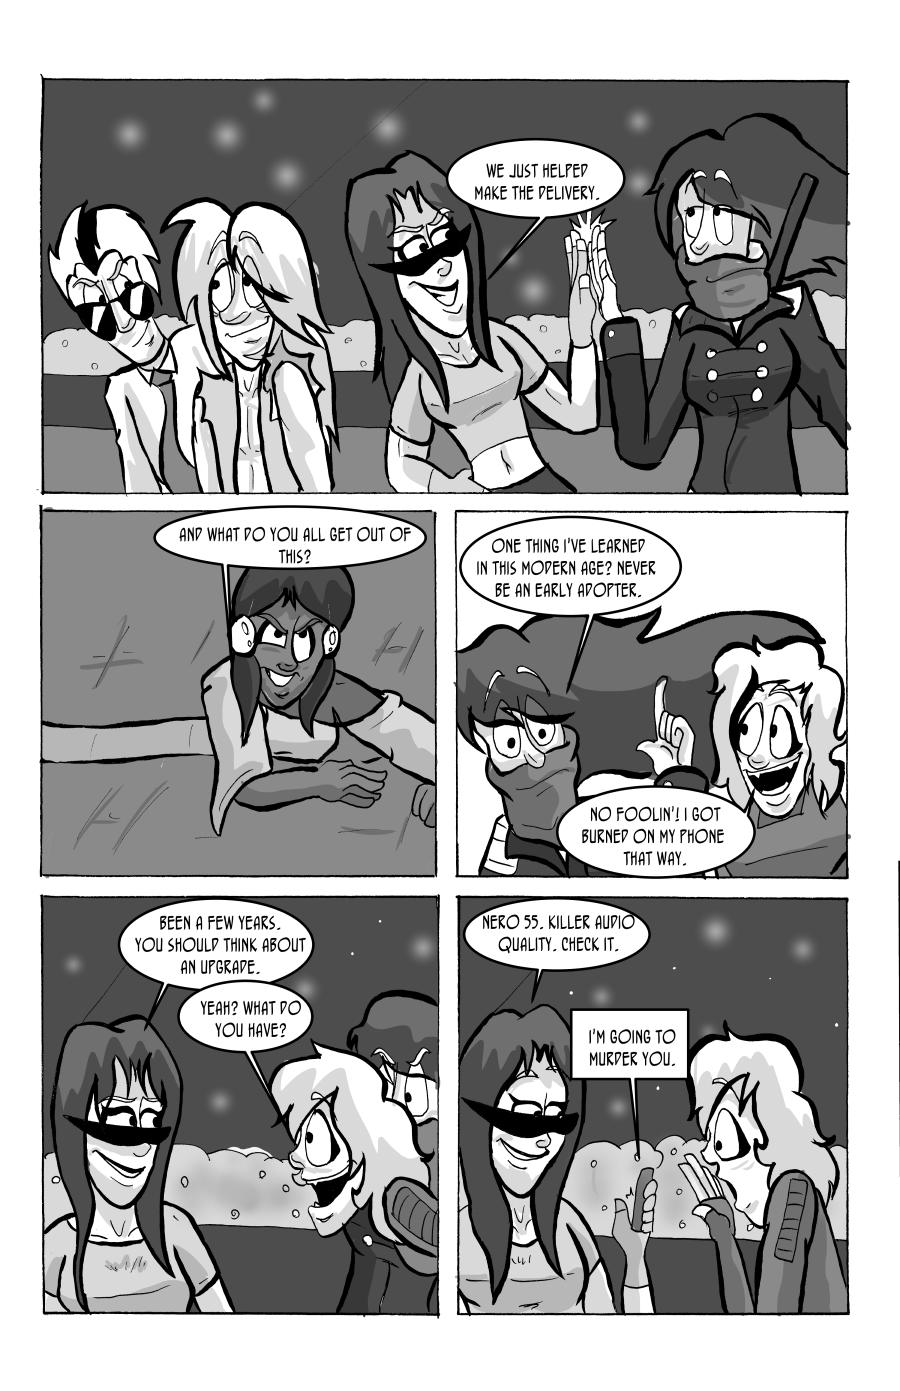 WE JUST HELPED
MAKE THE DELIVERY.
AND WHAT DO YOU ALL GET OUT OF
THIS?
ONE THING I'VE LEARNED
IN THIS MODERN AGE? NEVER
BE AN EARLY ADOPTER.
NO FOOLIN'! I GOT
BURNED ON MY PHONE
THAT WAY.
BEEN A FEW YEARS.
YOU SHOULD THINK ABOUT
AN UPGRADE.
YEAH? WHAT DO
YOU HAVE?
NERO 55. KILLER AUDIO
QUALITY. CHECK IT.
I'M GOING TO
MURDER YOU.